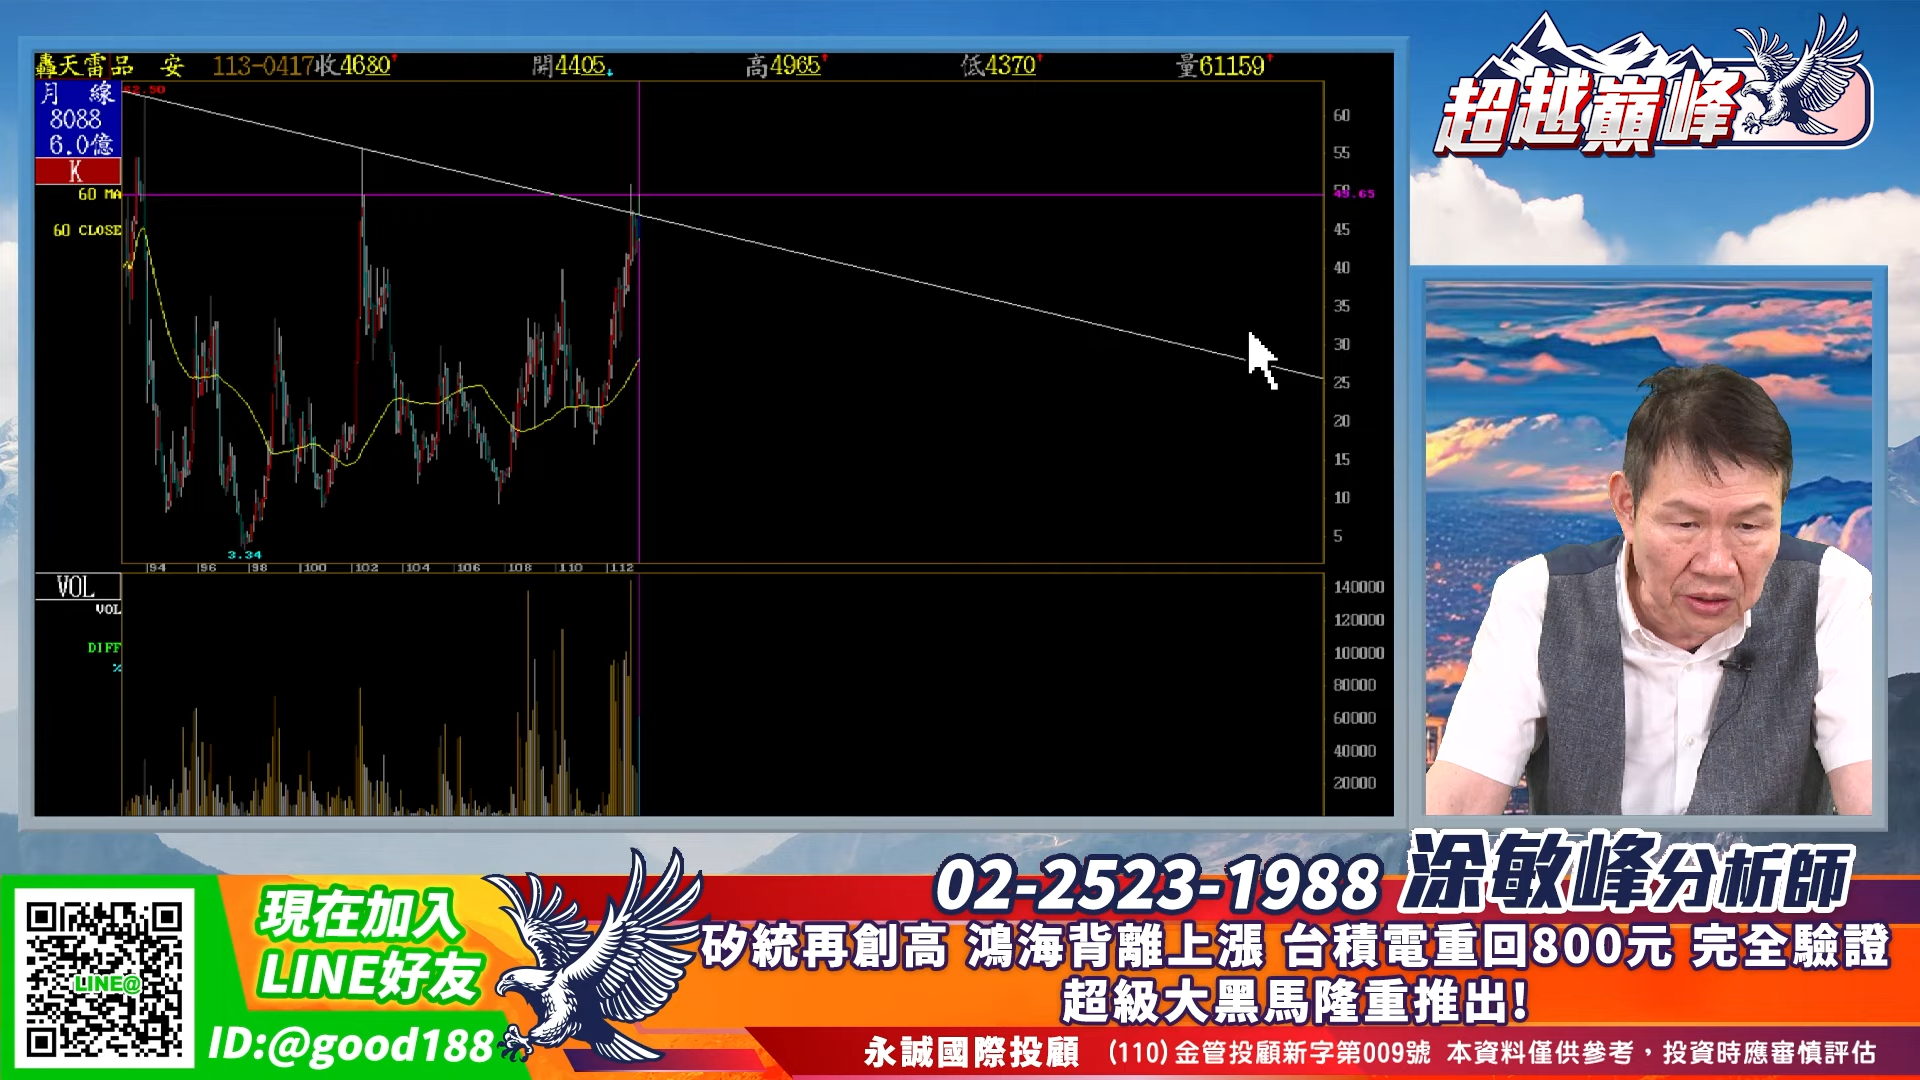 轟天雷品 安 113-0417收4680 開4405 高4965 低4370 量61159
月 線
8088
6.0億
K
60 MA
60 CLOSE
62.90
3.34
60
55
50
49.65
45
40
35
30
25
20
15
10
5
94 96 98 100 102 104 106 108 110 112
VOL
VOL
DIFF
%
140000
120000
100000
80000
60000
40000
20000
超越巔峰
現在加入
LINE好友
LINE@
ID:@good188
02-2523-1988 涂敏峰分析師
矽統再創高 鴻海背離上漲 台積電重回800元 完全驗證
超級大黑馬隆重推出!
永誠國際投顧 (110)金管投顧新字第009號 本資料僅供參考，投資時應審慎評估